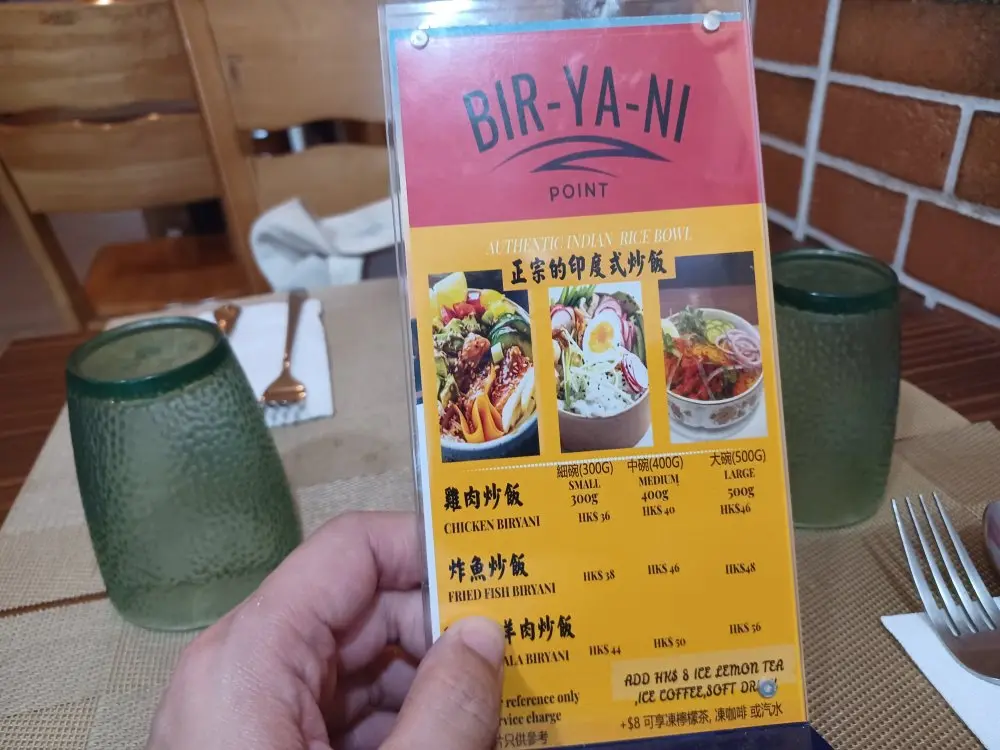 BIR-YA-NI
POINT
AUTHENTIC INDIAN RICE BOWL
正宗的印度式炒飯
細碗(300G) 中碗(400G) 大碗(500G)
SMALL MEDIUM LARGE
300g 400g 500g
雞肉炒飯
CHICKEN BIRYANI HK$ 36 HK$ 40 HK$46
炸魚炒飯
FRIED FISH BIRYANI HK$ 38 HK$ 46 HK$48
羊肉炒飯
BIRYANI HK$ 44 HK$ 50 HK$ 56
ADD HK$ 8 ICE LEMON TEA
,ICE COFFEE,SOFT
reference only
charge
+$8 可享凍檸檬茶, 凍咖啡 或汽水
片只供參考